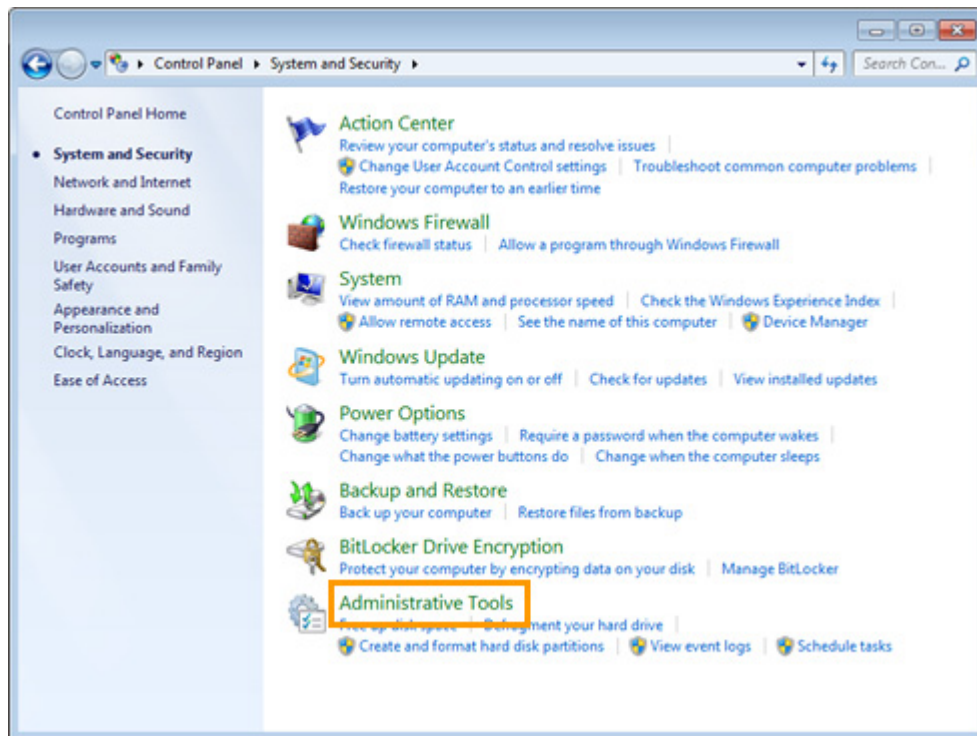 Control Panel System and Security
Search Con...
Control Panel Home
System and Security
Network and Internet
Hardware and Sound
Programs
User Accounts and Family
Safety
Appearance and
Personalization
Clock, Language, and Region
Ease of Access
Action Center
Review your computer's status and resolve issues
Change User Account Control settings Troubleshoot common computer problems
Restore your computer to an earlier time
Windows Firewall
Check firewall status Allow a program through Windows Firewall
System
View amount of RAM and processor speed Check the Windows Experience Index
Allow remote access See the name of this computer Device Manager
Windows Update
Turn automatic updating on or off Check for updates View installed updates
Power Options
Change battery settings Require a password when the computer wakes
Change what the power buttons do Change when the computer sleeps
Backup and Restore
Back up your computer Restore files from backup
BitLocker Drive Encryption
Protect your computer by encrypting data on your disk Manage BitLocker
Administrative Tools
Free up disk space Defragment your hard drive
Create and format hard disk partitions View event logs Schedule tasks